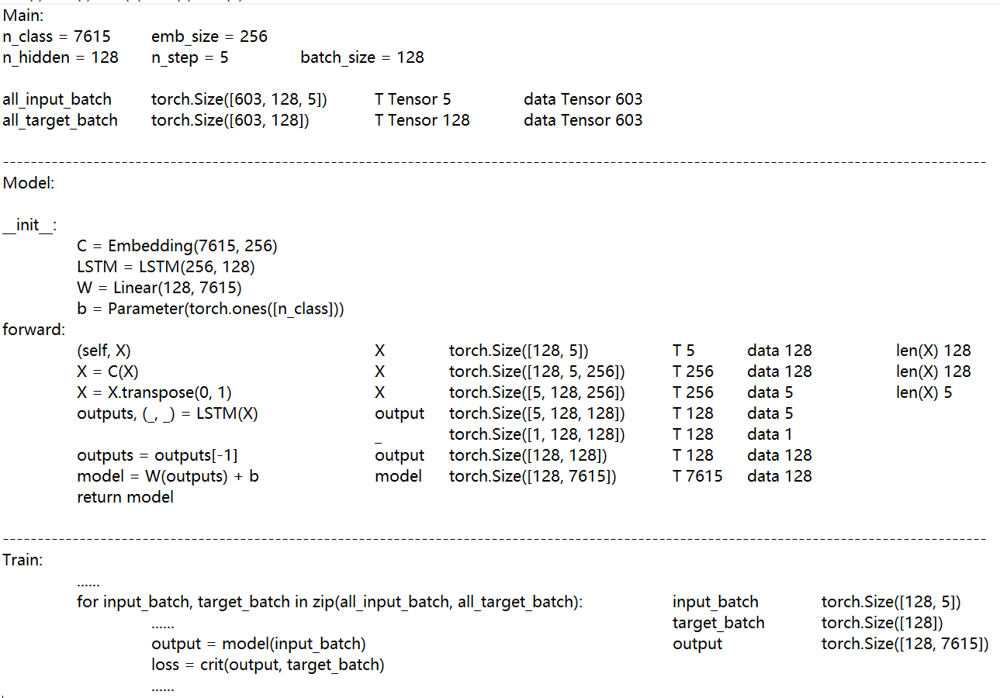 Main:
n_class = 7615 emb_size = 256
n_hidden = 128 n_step = 5 batch_size = 128
all_input_batch torch.Size([603, 128, 5]) T Tensor 5 data Tensor 603
all_target_batch torch.Size([603, 128]) T Tensor 128 data Tensor 603
---------------------------------------------------------------------------------------------------------------------------------------------
Model:
__init__:
C = Embedding(7615, 256)
LSTM = LSTM(256, 128)
W = Linear(128, 7615)
b = Parameter(torch.ones([n_class]))
forward:
(self, X) X torch.Size([128, 5]) T 5 data 128 len(X) 128
X = C(X) X torch.Size([128, 5, 256]) T 256 data 128 len(X) 128
X = X.transpose(0, 1) X torch.Size([5, 128, 256]) T 256 data 5 len(X) 5
outputs, (_, _) = LSTM(X) output torch.Size([5, 128, 128]) T 128 data 5
_ torch.Size([1, 128, 128]) T 128 data 1
outputs = outputs[-1] output torch.Size([128, 128]) T 128 data 128
model = W(outputs) + b model torch.Size([128, 7615]) T 7615 data 128
return model
---------------------------------------------------------------------------------------------------------------------------------------------
Train:
......
for input_batch, target_batch in zip(all_input_batch, all_target_batch): input_batch torch.Size([128, 5])
...... target_batch torch.Size([128])
output = model(input_batch) output torch.Size([128, 7615])
loss = crit(output, target_batch)
......